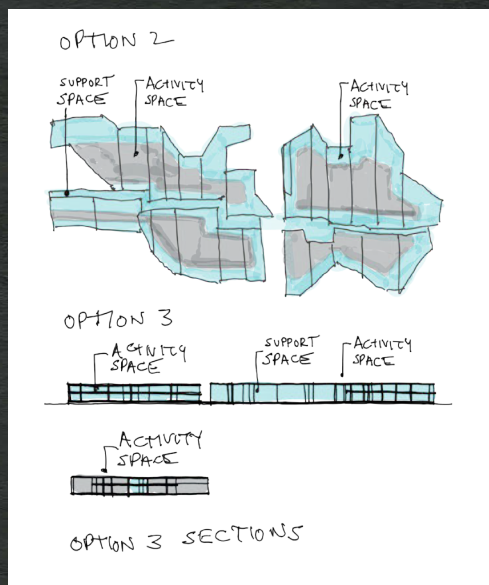 OPTION 2
SUPPORT
SPACE
ACTIVITY
SPACE
ACTIVITY
SPACE
OPTION 3
ACTIVITY
SPACE
SUPPORT
SPACE
ACTIVITY
SPACE
ACTIVITY
SPACE
OPTION 3 SECTIONS